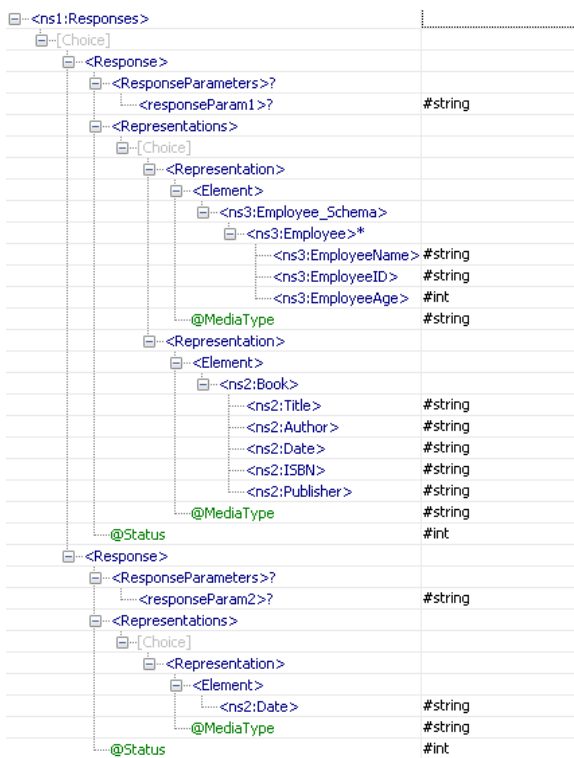 <ns1:Responses>
[Choice]
<Response>
<ResponseParameters>?
<responseParam1>? #string
<Representations>
[Choice]
<Representation>
<Element>
<ns3:Employee_Schema>
<ns3:Employee>*
<ns3:EmployeeName> #string
<ns3:EmployeeID> #string
<ns3:EmployeeAge> #int
@MediaType #string
<Representation>
<Element>
<ns2:Book>
<ns2:Title> #string
<ns2:Author> #string
<ns2:Date> #string
<ns2:ISBN> #string
<ns2:Publisher> #string
@MediaType #string
@Status #int
<Response>
<ResponseParameters>?
<responseParam2>? #string
<Representations>
[Choice]
<Representation>
<Element>
<ns2:Date> #string
@MediaType #string
@Status #int